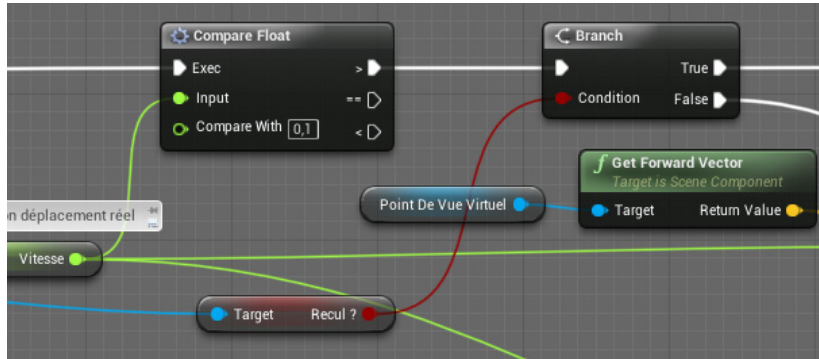 Compare Float
Exec >
Input ==
Compare With 0,1 <
Branch
True
Condition False
Get Forward Vector
Target is Scene Component
Target Return Value
Point De Vue Virtuel
on déplacement réel
Vitesse
Target Recul ?